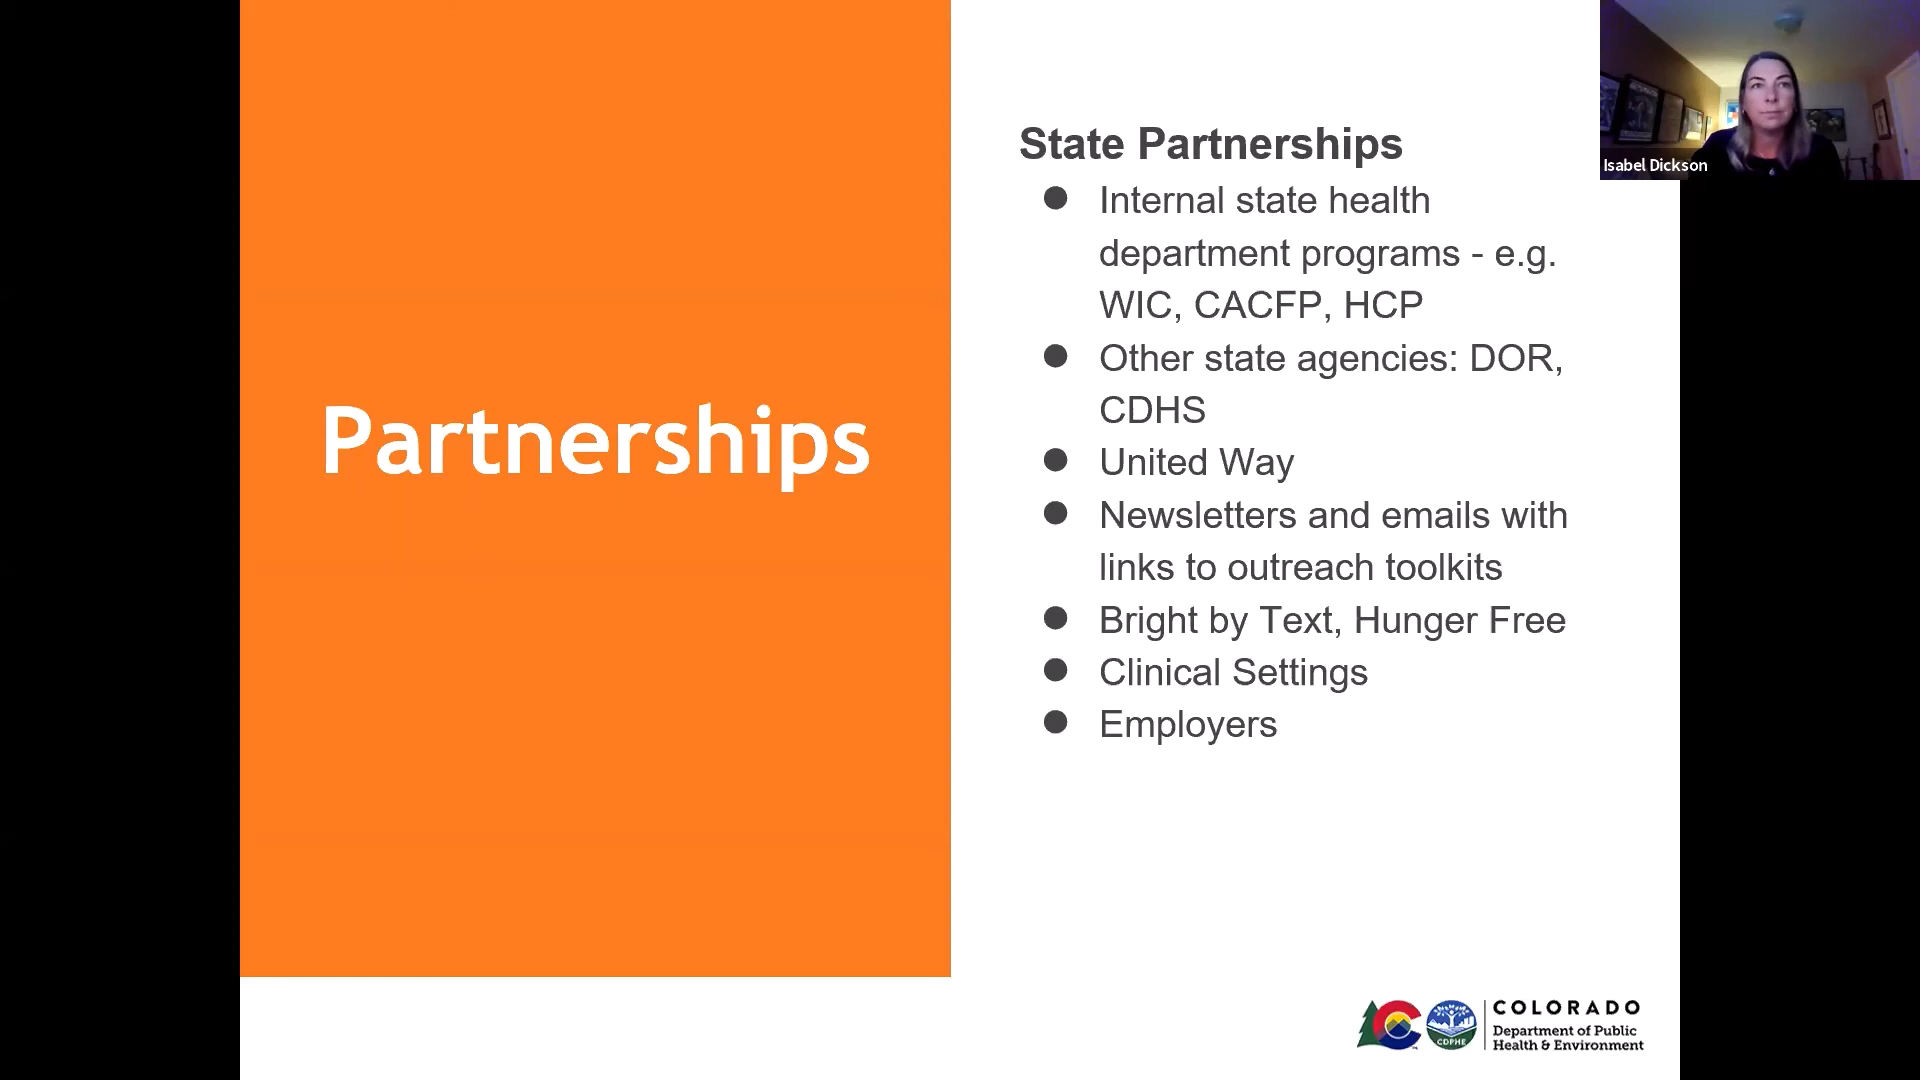 Partnerships
State Partnerships
● Internal state health
department programs - e.g.
WIC, CACFP, HCP
● Other state agencies: DOR,
CDHS
● United Way
● Newsletters and emails with
links to outreach toolkits
● Bright by Text, Hunger Free
● Clinical Settings
● Employers
Isabel Dickson
CDPHE
COLORADO
Department of Public
Health & Environment